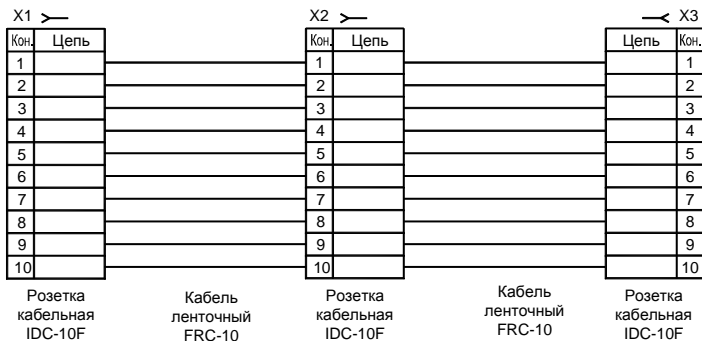 X1 X2 X3
Кон. Цепь Кон. Цепь Цепь Кон.
1 1 1
2 2 2
3 3 3
4 4 4
5 5 5
6 6 6
7 7 7
8 8 8
9 9 9
10 10 10
Розетка кабельная IDC-10F
Кабель ленточный FRC-10
Розетка кабельная IDC-10F
Кабель ленточный FRC-10
Розетка кабельная IDC-10F